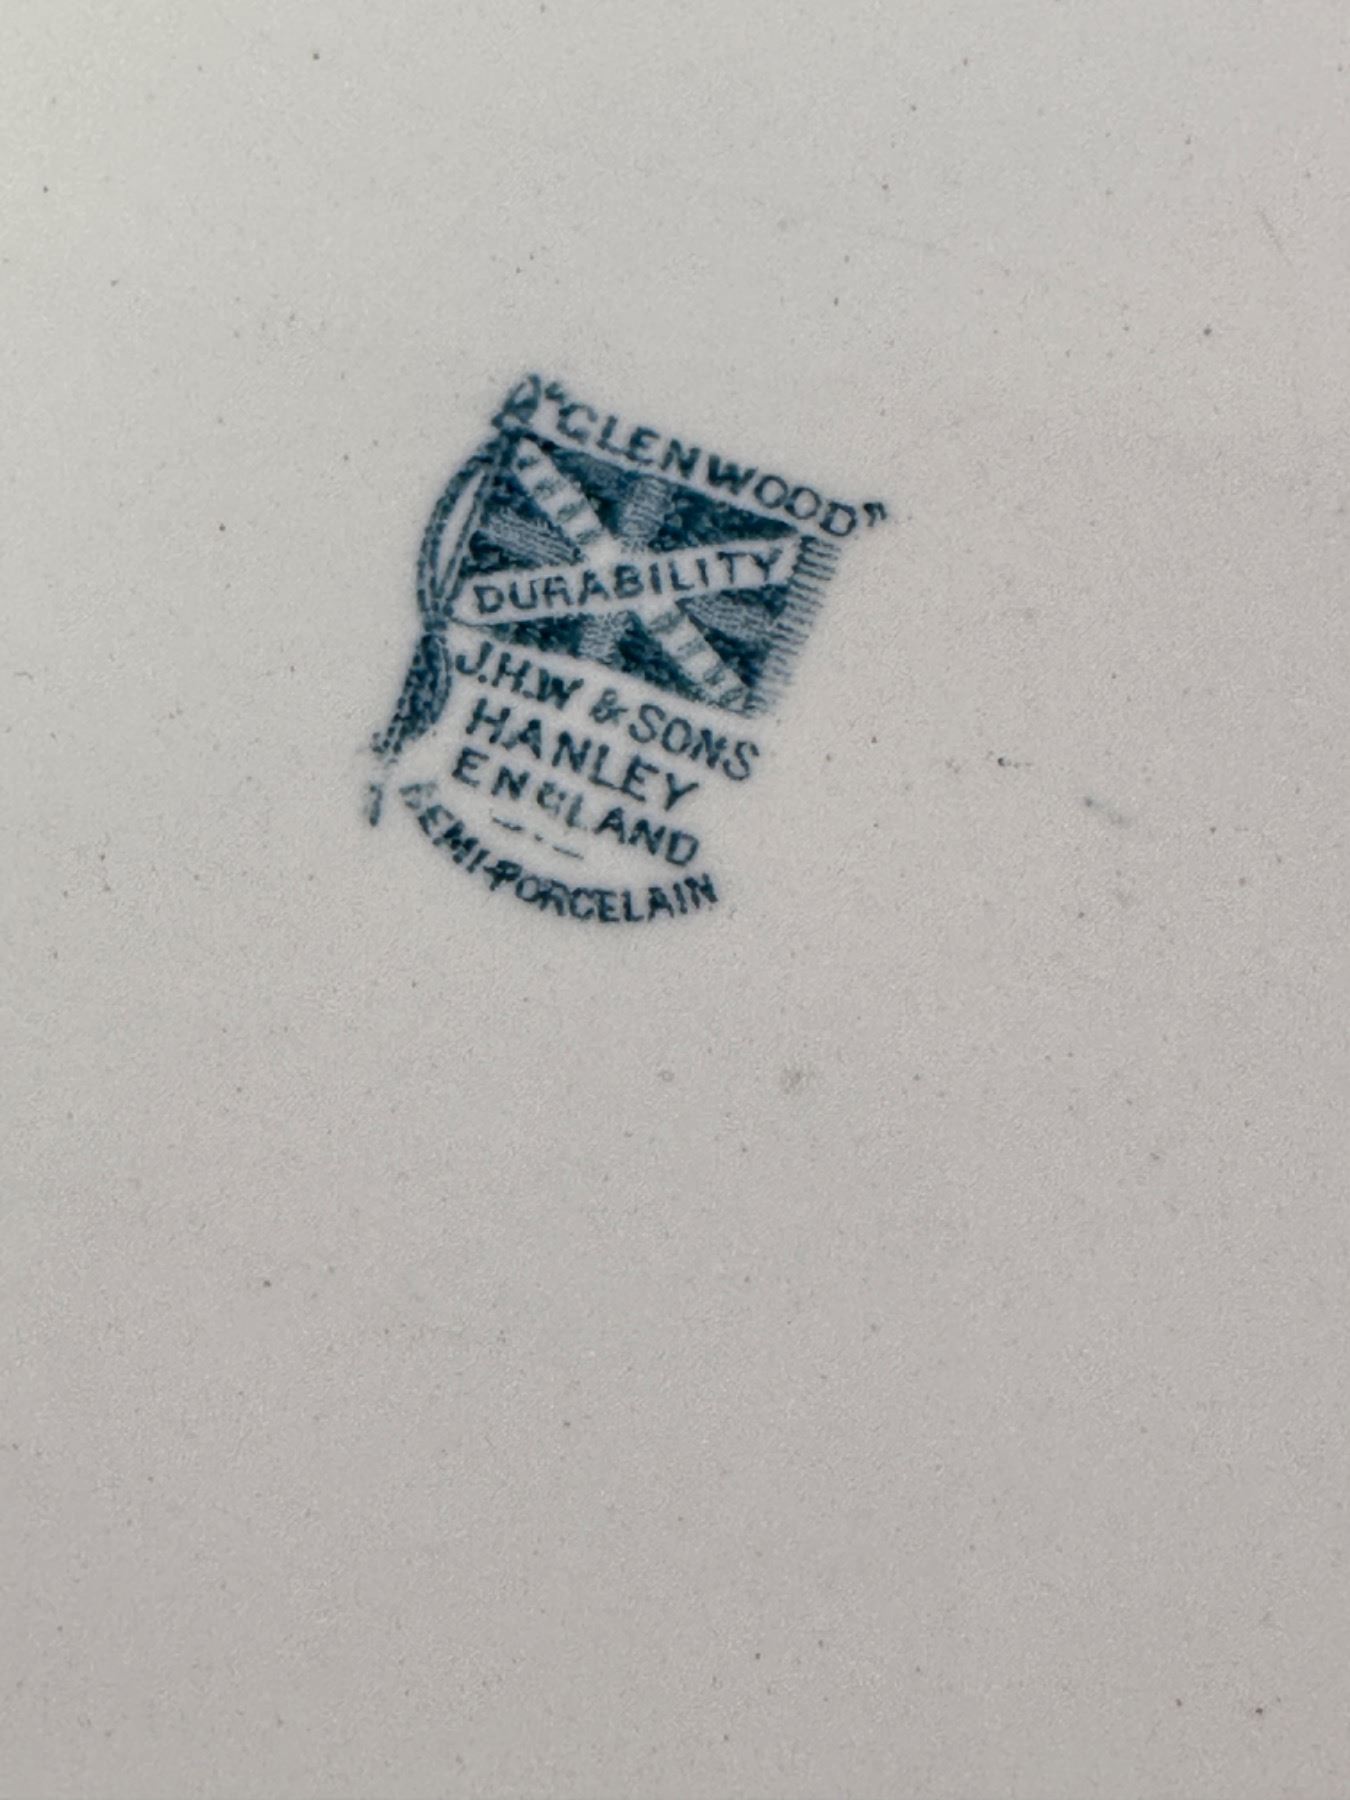 "GLENWOOD"
DURABILITY
J.H.W & SONS
HANLEY
ENGLAND
SEMI-PORCELAIN